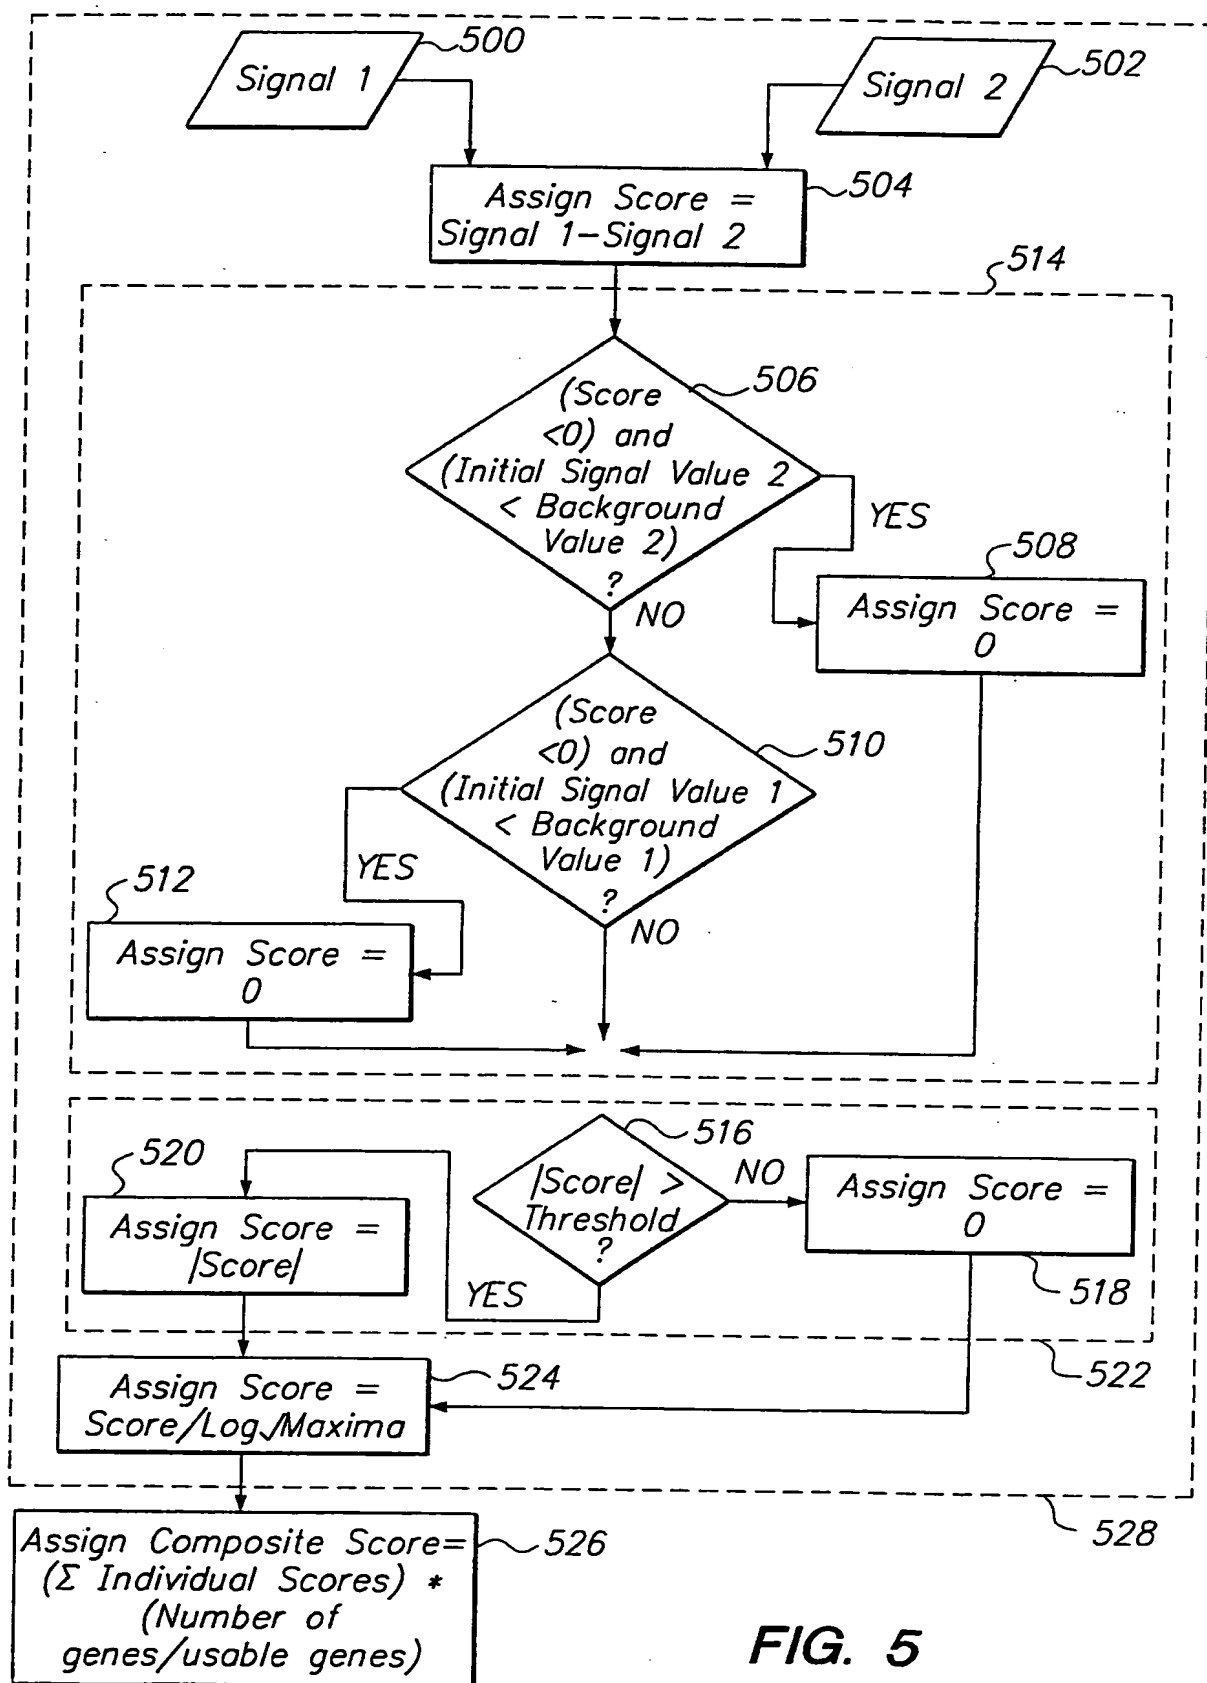 500
Signal 1
502
Signal 2
504
Assign Score =
Signal 1-Signal 2
514
506
(Score
<0) and
(Initial Signal Value 2
< Background
Value 2)
?
YES
NO
508
Assign Score =
0
510
(Score
<0) and
(Initial Signal Value 1
< Background
Value 1)
?
YES
NO
512
Assign Score =
0
516
|Score| >
Threshold
?
NO
YES
520
Assign Score =
|Score|
Assign Score =
0
518
522
524
Assign Score =
Score/Log√Maxima
528
526
Assign Composite Score=
(Σ Individual Scores) *
(Number of
genes/usable genes)
FIG. 5